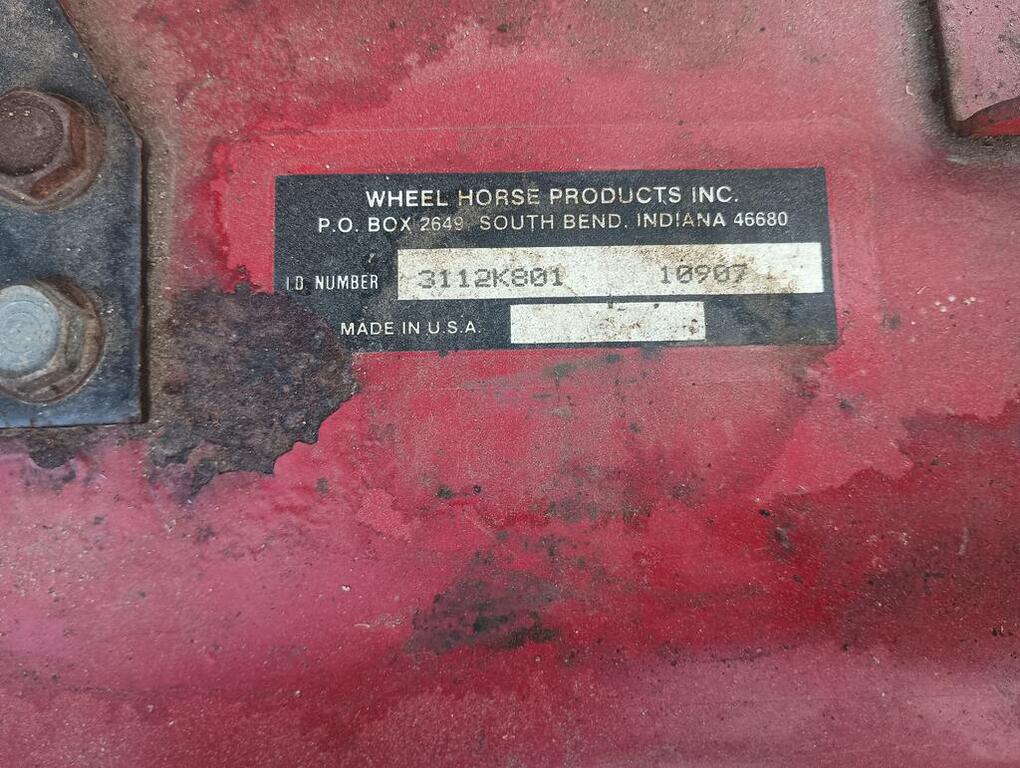 WHEEL HORSE PRODUCTS INC.
P.O. BOX 2649, SOUTH BEND, INDIANA 46680
I.D. NUMBER 3112K801 10907
MADE IN U.S.A.